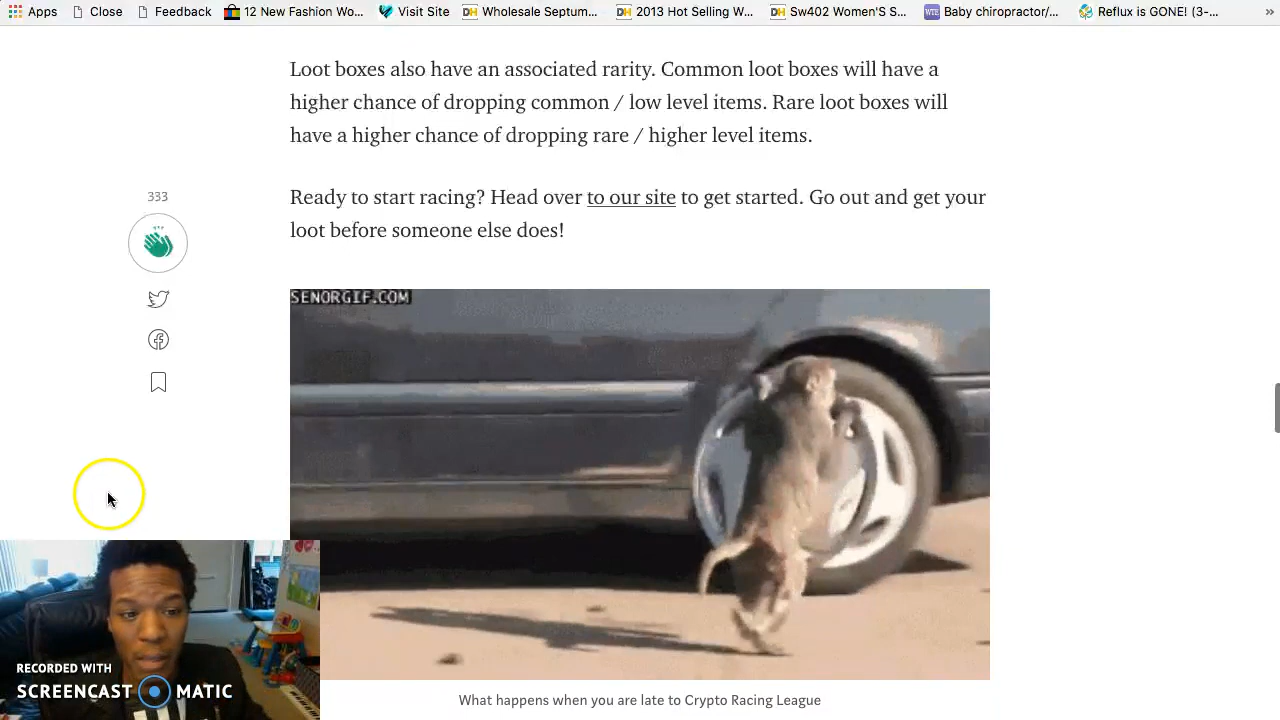 Apps Close Feedback 12 New Fashion Wo... Visit Site Wholesale Septum... 2013 Hot Selling W... Sw402 Women'S S... Baby chiropractor/... Reflux is GONE! (3-... »
Loot boxes also have an associated rarity. Common loot boxes will have a
higher chance of dropping common / low level items. Rare loot boxes will
have a higher chance of dropping rare / higher level items.
333
Ready to start racing? Head over to our site to get started. Go out and get your
loot before someone else does!
SENORGIF.COM
RECORDED WITH
SCREENCAST MATIC
What happens when you are late to Crypto Racing League